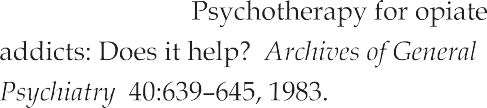 Psychotherapy for opiate
addicts: Does it help? Archives of General
Psychiatry 40:639–645, 1983.